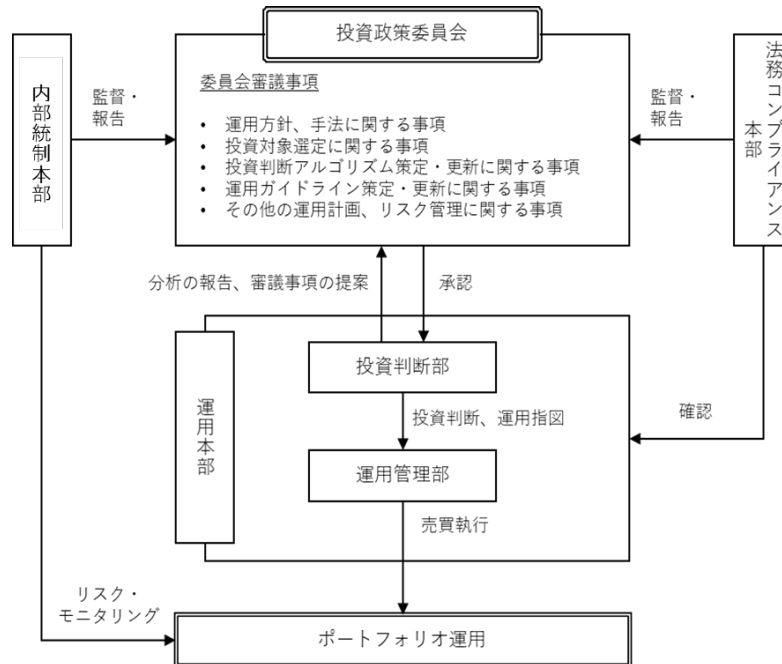 投資政策委員会
委員会審議事項
• 運用方針、手法に関する事項
• 投資対象選定に関する事項
• 投資判断アルゴリズム策定・更新に関する事項
• 運用ガイドライン策定・更新に関する事項
• その他の運用計画、リスク管理に関する事項
内部統制本部
監督・
報告
監督・
報告
法務コンプライアンス
本部
分析の報告、審議事項の提案
承認
運用本部
投資判断部
投資判断、運用指図
運用管理部
売買執行
確認
リスク・
モニタリング
ポートフォリオ運用